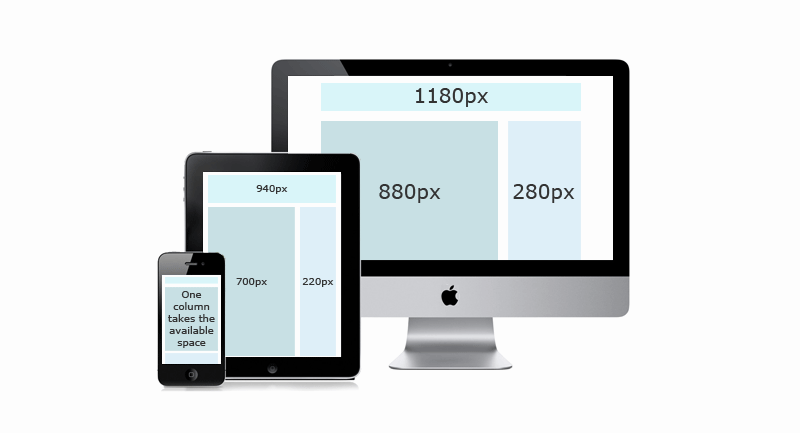 1180px
880px
280px
940px
700px
220px
One
column
takes the
available
space